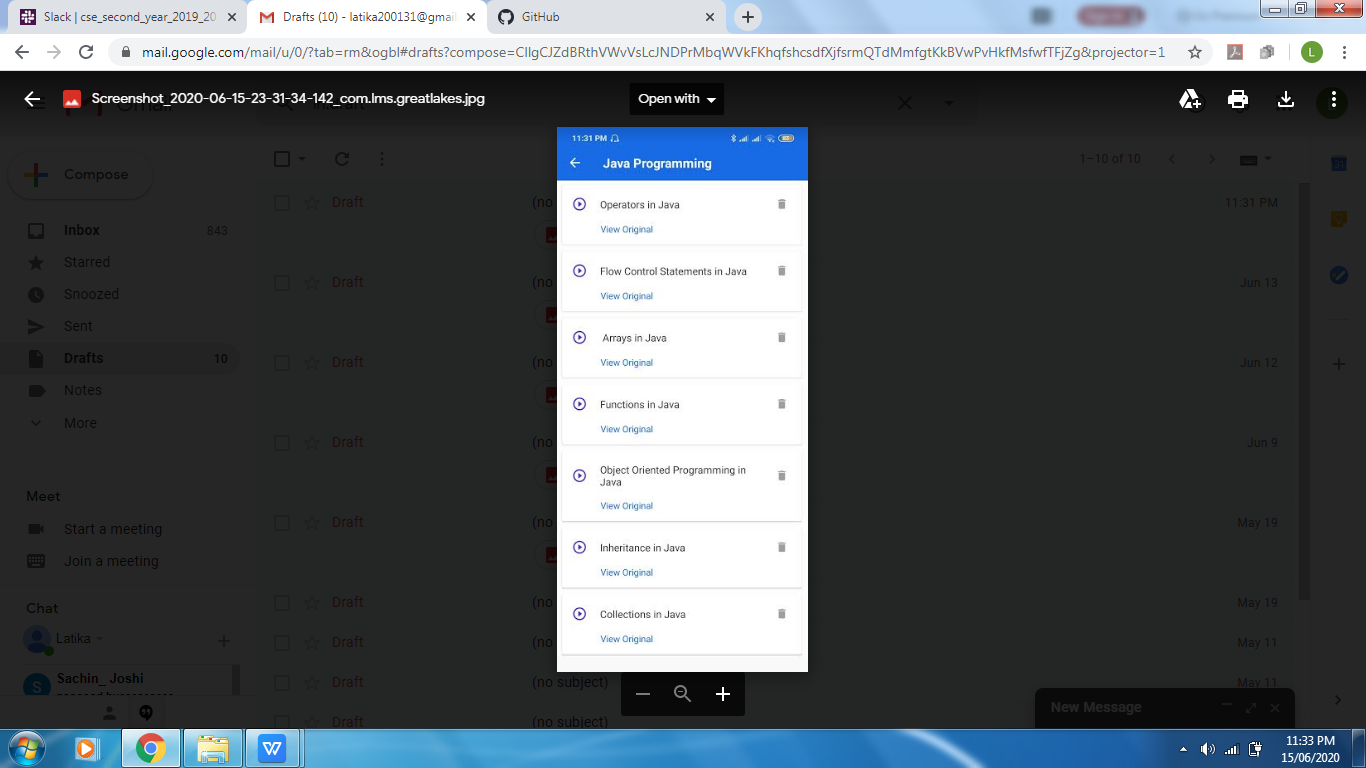 Slack | cse_second_year_2019_20
Drafts (10) - latika200131@gmail
GitHub
mail.google.com/mail/u/0/?tab=rm&ogbl#drafts?compose=CllgCJZdBRthVWvVsLcJNDPrMbqWVkFKhqfshcsdfXjfsrmQTdMmfgtKkBVwPvHkfMsfwfTFjZg&projector=1
L
Screenshot_2020-06-15-23-31-34-142_com.lms.greatlakes.jpg
Open with
Compose
1–10 of 10
Inbox 843
Starred
Snoozed
Sent
Drafts 10
Notes
More
Meet
Start a meeting
Join a meeting
Chat
Latika
Sachin_ Joshi
Draft (no 11:31 PM
Draft (no Jun 13
Draft (no Jun 12
Draft (no Jun 9
Draft (no May 19
Draft (no May 19
Draft (no May 11
Draft (no subject) May 11
Draft (no subject)
11:31 PM
Java Programming
Operators in Java
View Original
Flow Control Statements in Java
View Original
Arrays in Java
View Original
Functions in Java
View Original
Object Oriented Programming in
Java
View Original
Inheritance in Java
View Original
Collections in Java
View Original
New Message
11:33 PM
15/06/2020